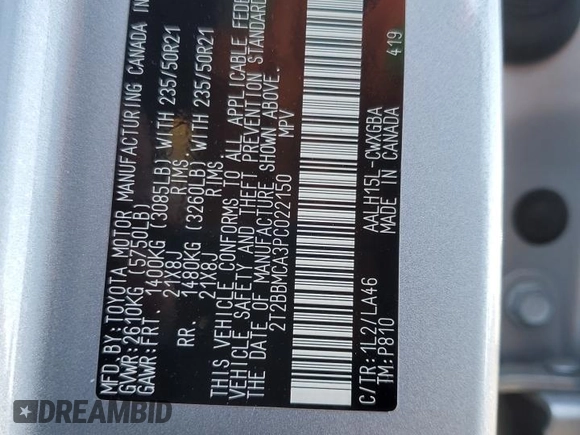 MFD.BY:TOYOTA MOTOR MANUFACTURING CANADA IN
GVWR:2610KG (5750LB)
GAWR:FRT. 1400KG (3085LB) WITH 235/50R21
21X8J RIMS
RR. 1480KG (3260LB) WITH 235/50R21
21X8J RIMS
THIS VEHICLE CONFORMS TO ALL APPLICABLE FEDE
VEHICLE SAFETY AND THEFT PREVENTION STANDARD
THE DATE OF MANUFACTURE SHOWN ABOVE.
2T2BBMCA3PC022150 MPV
419
C/TR:1L2/LA46 AALH15L-CWXGBA
TM:P810 MADE IN CANADA
DREAMBID